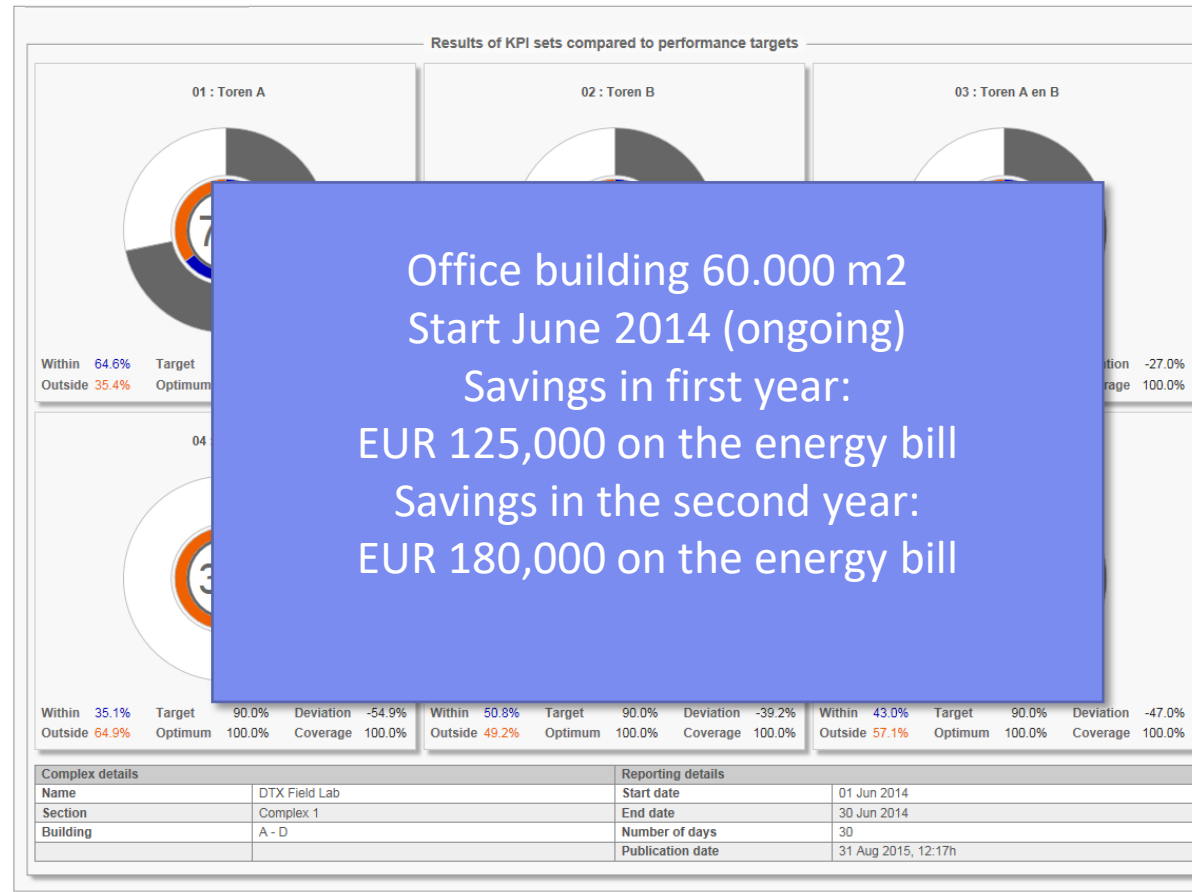 Results of KPI sets compared to performance targets
01 : Toren A
02 : Toren B
03 : Toren A en B
7
Office building 60.000 m2
Start June 2014 (ongoing)
Savings in first year:
EUR 125,000 on the energy bill
Savings in the second year:
EUR 180,000 on the energy bill
Within 64.6% Target
Outside 35.4% Optimum
-27.0%
100.0%
04
3
Within 35.1% Target 90.0% Deviation -54.9%
Outside 64.9% Optimum 100.0% Coverage 100.0%
Within 50.8% Target 90.0% Deviation -39.2%
Outside 49.2% Optimum 100.0% Coverage 100.0%
Within 43.0% Target 90.0% Deviation -47.0%
Outside 57.1% Optimum 100.0% Coverage 100.0%
Complex details Reporting details
Name DTX Field Lab Start date 01 Jun 2014
Section Complex 1 End date 30 Jun 2014
Building A - D Number of days 30
Publication date 31 Aug 2015, 12:17h